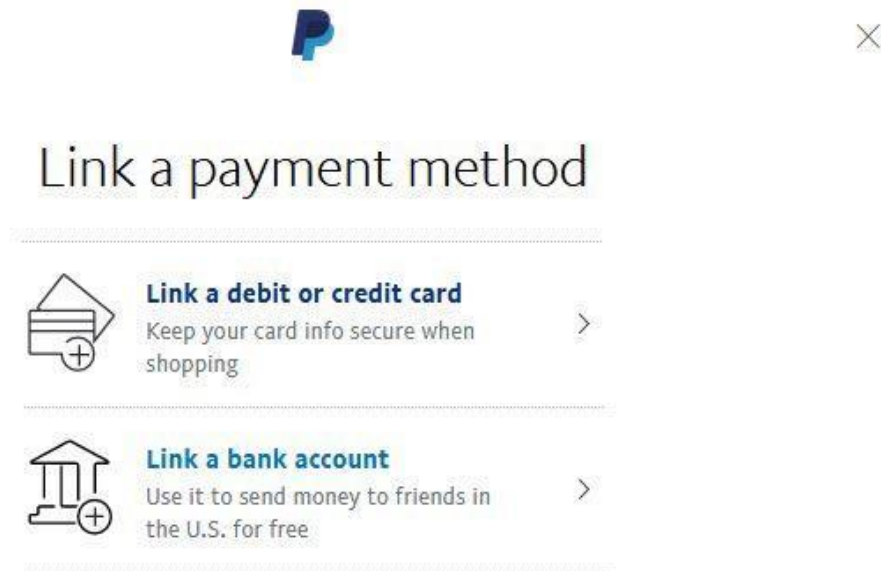 Link a payment method
Link a debit or credit card
Keep your card info secure when
shopping
Link a bank account
Use it to send money to friends in
the U.S. for free